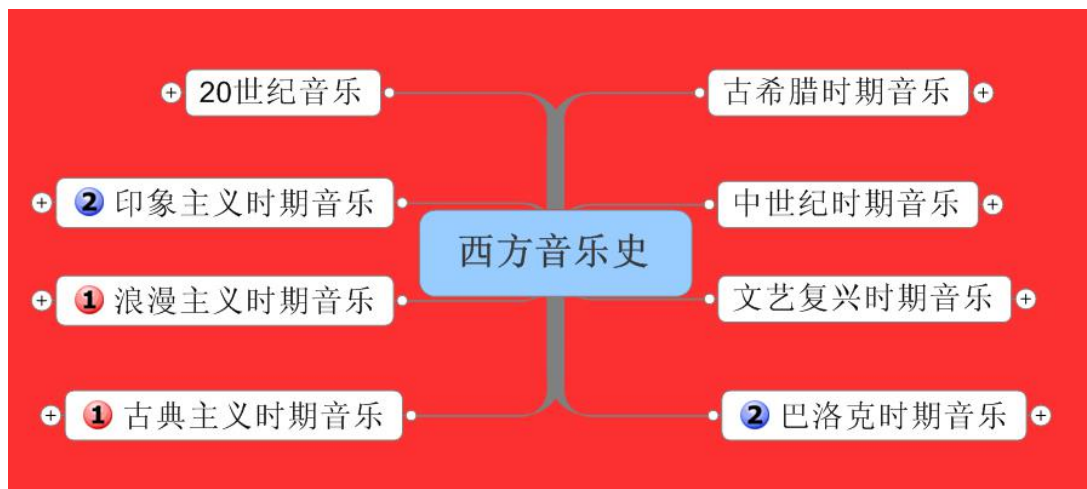 20世纪音乐
古希腊时期音乐
2 印象主义时期音乐
中世纪时期音乐
西方音乐史
1 浪漫主义时期音乐
文艺复兴时期音乐
1 古典主义时期音乐
2 巴洛克时期音乐